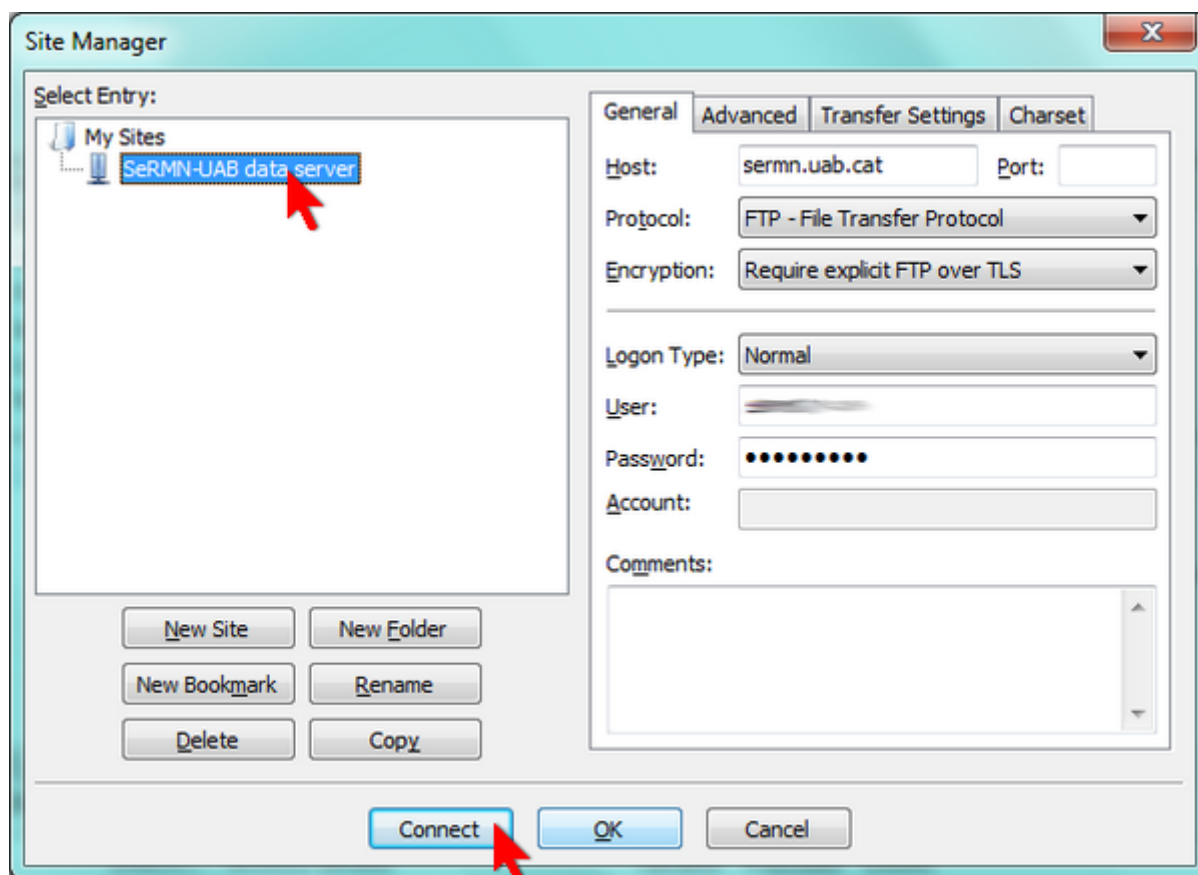 Site Manager
Select Entry:
My Sites
SeRMN-UAB data server
New Site New Folder
New Bookmark Rename
Delete Copy
General Advanced Transfer Settings Charset
Host: sermn.uab.cat Port:
Protocol: FTP - File Transfer Protocol
Encryption: Require explicit FTP over TLS
Logon Type: Normal
User:
Password: •••••••••
Account:
Comments:
Connect OK Cancel